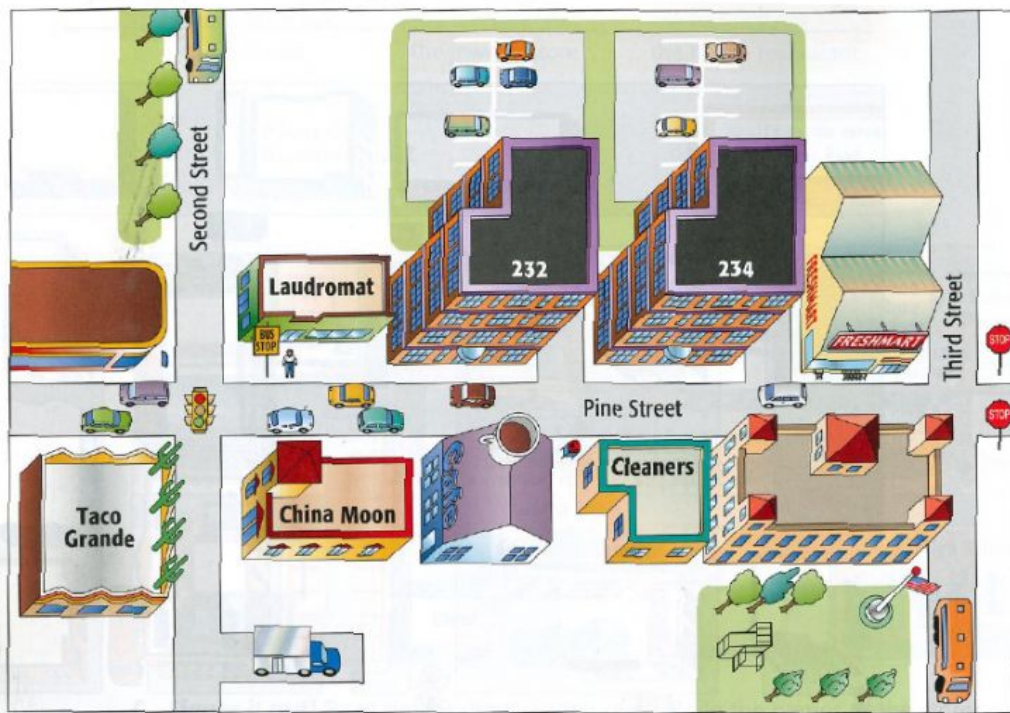 Second Street
232
234
Laudromat
BUS
STOP
FRESHMART
Third Street
STOP
Pine Street
STOP
Taco
Grande
China Moon
Cafe
Cleaners